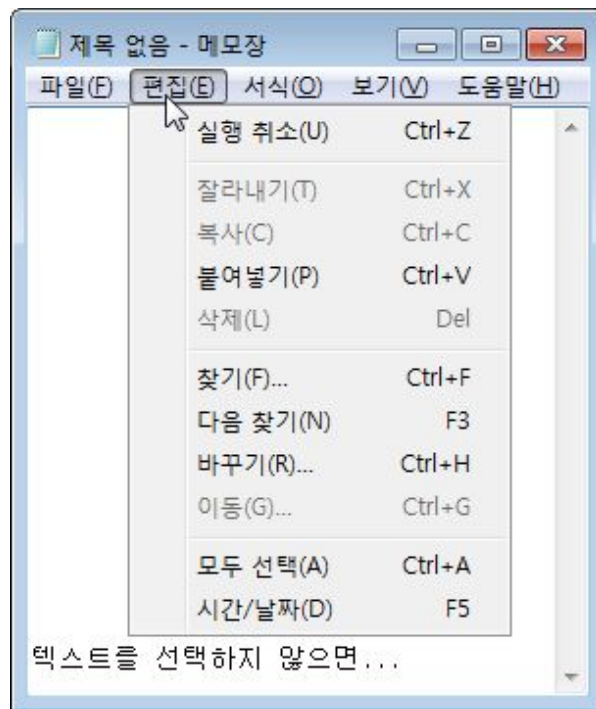 제목 없음 - 메모장
파일(F) 편집(E) 서식(O) 보기(V) 도움말(H)
실행 취소(U) Ctrl+Z
잘라내기(T) Ctrl+X
복사(C) Ctrl+C
붙여넣기(P) Ctrl+V
삭제(L) Del
찾기(F)... Ctrl+F
다음 찾기(N) F3
바꾸기(R)... Ctrl+H
이동(G)... Ctrl+G
모두 선택(A) Ctrl+A
시간/날짜(D) F5
텍스트를 선택하지 않으면...